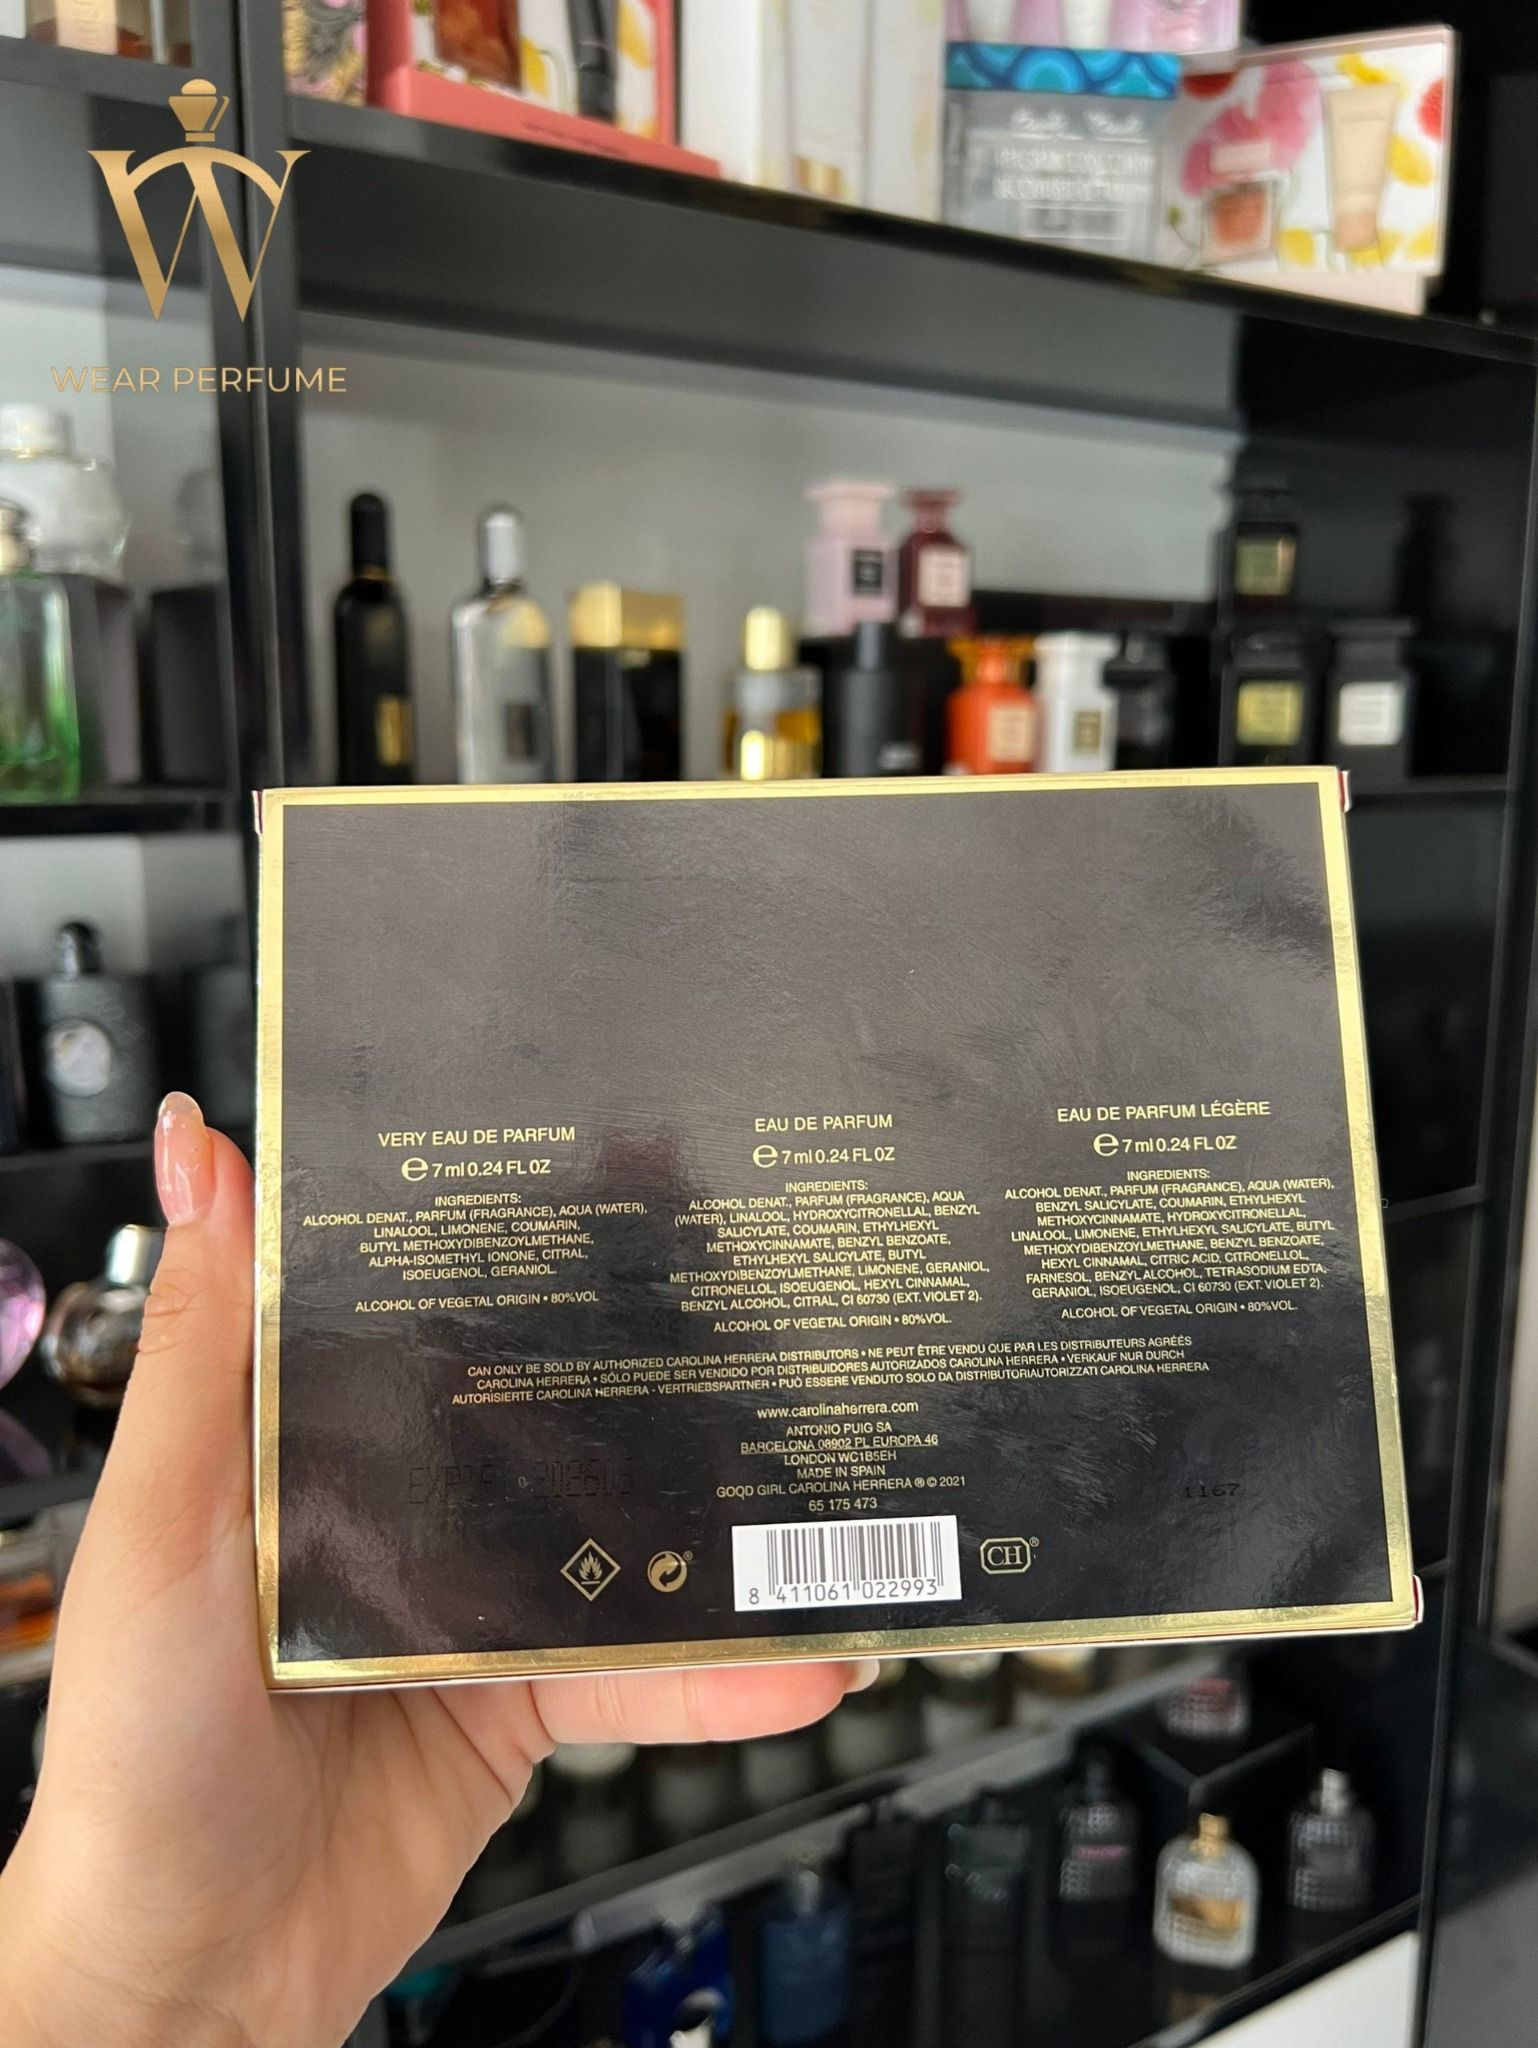 WEAR PERFUME
VERY EAU DE PARFUM
℮ 7 ml 0.24 FL OZ
INGREDIENTS:
ALCOHOL DENAT., PARFUM (FRAGRANCE), AQUA (WATER),
LINALOOL, LIMONENE, COUMARIN,
BUTYL METHOXYDIBENZOYLMETHANE,
ALPHA-ISOMETHYL IONONE, CITRAL,
ISOEUGENOL, GERANIOL.
ALCOHOL OF VEGETAL ORIGIN • 80%VOL
EAU DE PARFUM
℮ 7 ml 0.24 FL OZ
INGREDIENTS:
ALCOHOL DENAT., PARFUM (FRAGRANCE), AQUA
(WATER), LINALOOL, HYDROXYCITRONELLAL, BENZYL
SALICYLATE, COUMARIN, ETHYLHEXYL
METHOXYCINNAMATE, BENZYL BENZOATE,
ETHYLHEXYL SALICYLATE, BUTYL
METHOXYDIBENZOYLMETHANE, LIMONENE, GERANIOL,
CITRONELLOL, ISOEUGENOL, HEXYL CINNAMAL,
BENZYL ALCOHOL, CITRAL, CI 60730 (EXT. VIOLET 2).
ALCOHOL OF VEGETAL ORIGIN • 80%VOL.
EAU DE PARFUM LÉGÈRE
℮ 7 ml 0.24 FL OZ
INGREDIENTS:
ALCOHOL DENAT., PARFUM (FRAGRANCE), AQUA (WATER),
BENZYL SALICYLATE, COUMARIN, ETHYLHEXYL
METHOXYCINNAMATE, HYDROXYCITRONELLAL,
LINALOOL, LIMONENE, ETHYLHEXYL SALICYLATE, BUTYL
METHOXYDIBENZOYLMETHANE, BENZYL BENZOATE,
HEXYL CINNAMAL, CITRIC ACID, CITRONELLOL,
FARNESOL, BENZYL ALCOHOL, TETRASODIUM EDTA,
GERANIOL, ISOEUGENOL, CI 60730 (EXT. VIOLET 2).
ALCOHOL OF VEGETAL ORIGIN • 80%VOL.
CAN ONLY BE SOLD BY AUTHORIZED CAROLINA HERRERA DISTRIBUTORS • NE PEUT ÊTRE VENDU QUE PAR LES DISTRIBUTEURS AGRÉÉS
CAROLINA HERRERA • SÓLO PUEDE SER VENDIDO POR DISTRIBUIDORES AUTORIZADOS CAROLINA HERRERA • VERKAUF NUR DURCH
AUTORISIERTE CAROLINA HERRERA - VERTRIEBSPARTNER • PUÒ ESSERE VENDUTO SOLO DA DISTRIBUTORIAUTORIZZATI CAROLINA HERRERA
www.carolinaherrera.com
ANTONIO PUIG SA
BARCELONA 08902 PL EUROPA 46
LONDON WC1B5EH
MADE IN SPAIN
GOOD GIRL CAROLINA HERRERA ® © 2021
65 175 473
1167
CH®
8 411061 022993